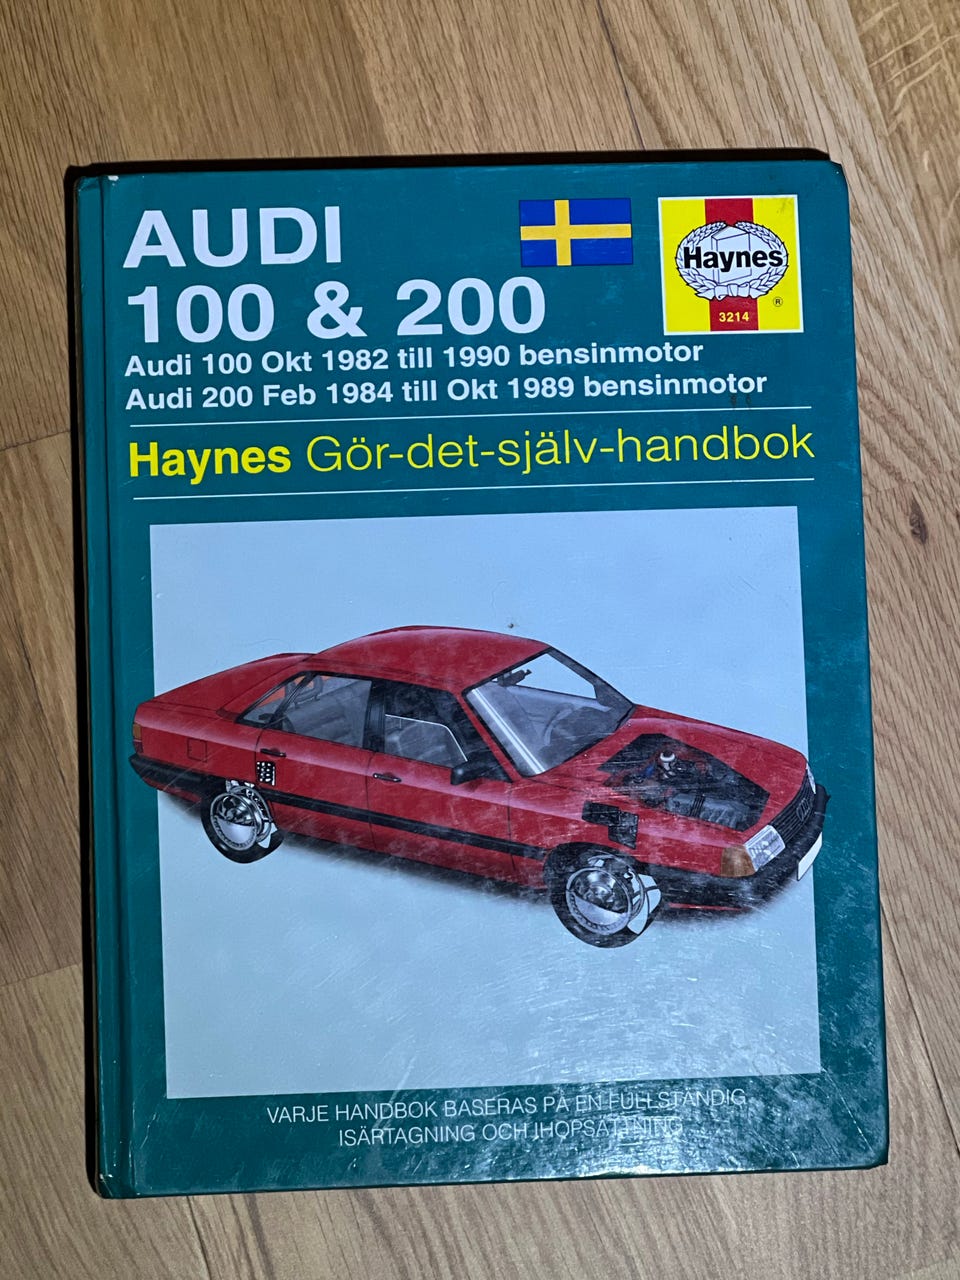 AUDI
100 & 200
Audi 100 Okt 1982 till 1990 bensinmotor
Audi 200 Feb 1984 till Okt 1989 bensinmotor
Haynes
®
3214
Haynes Gör-det-själv-handbok
VARJE HANDBOK BASERAS PÅ EN FULLSTÄNDIG
ISÄRTAGNING OCH IHOPSÄTTNING